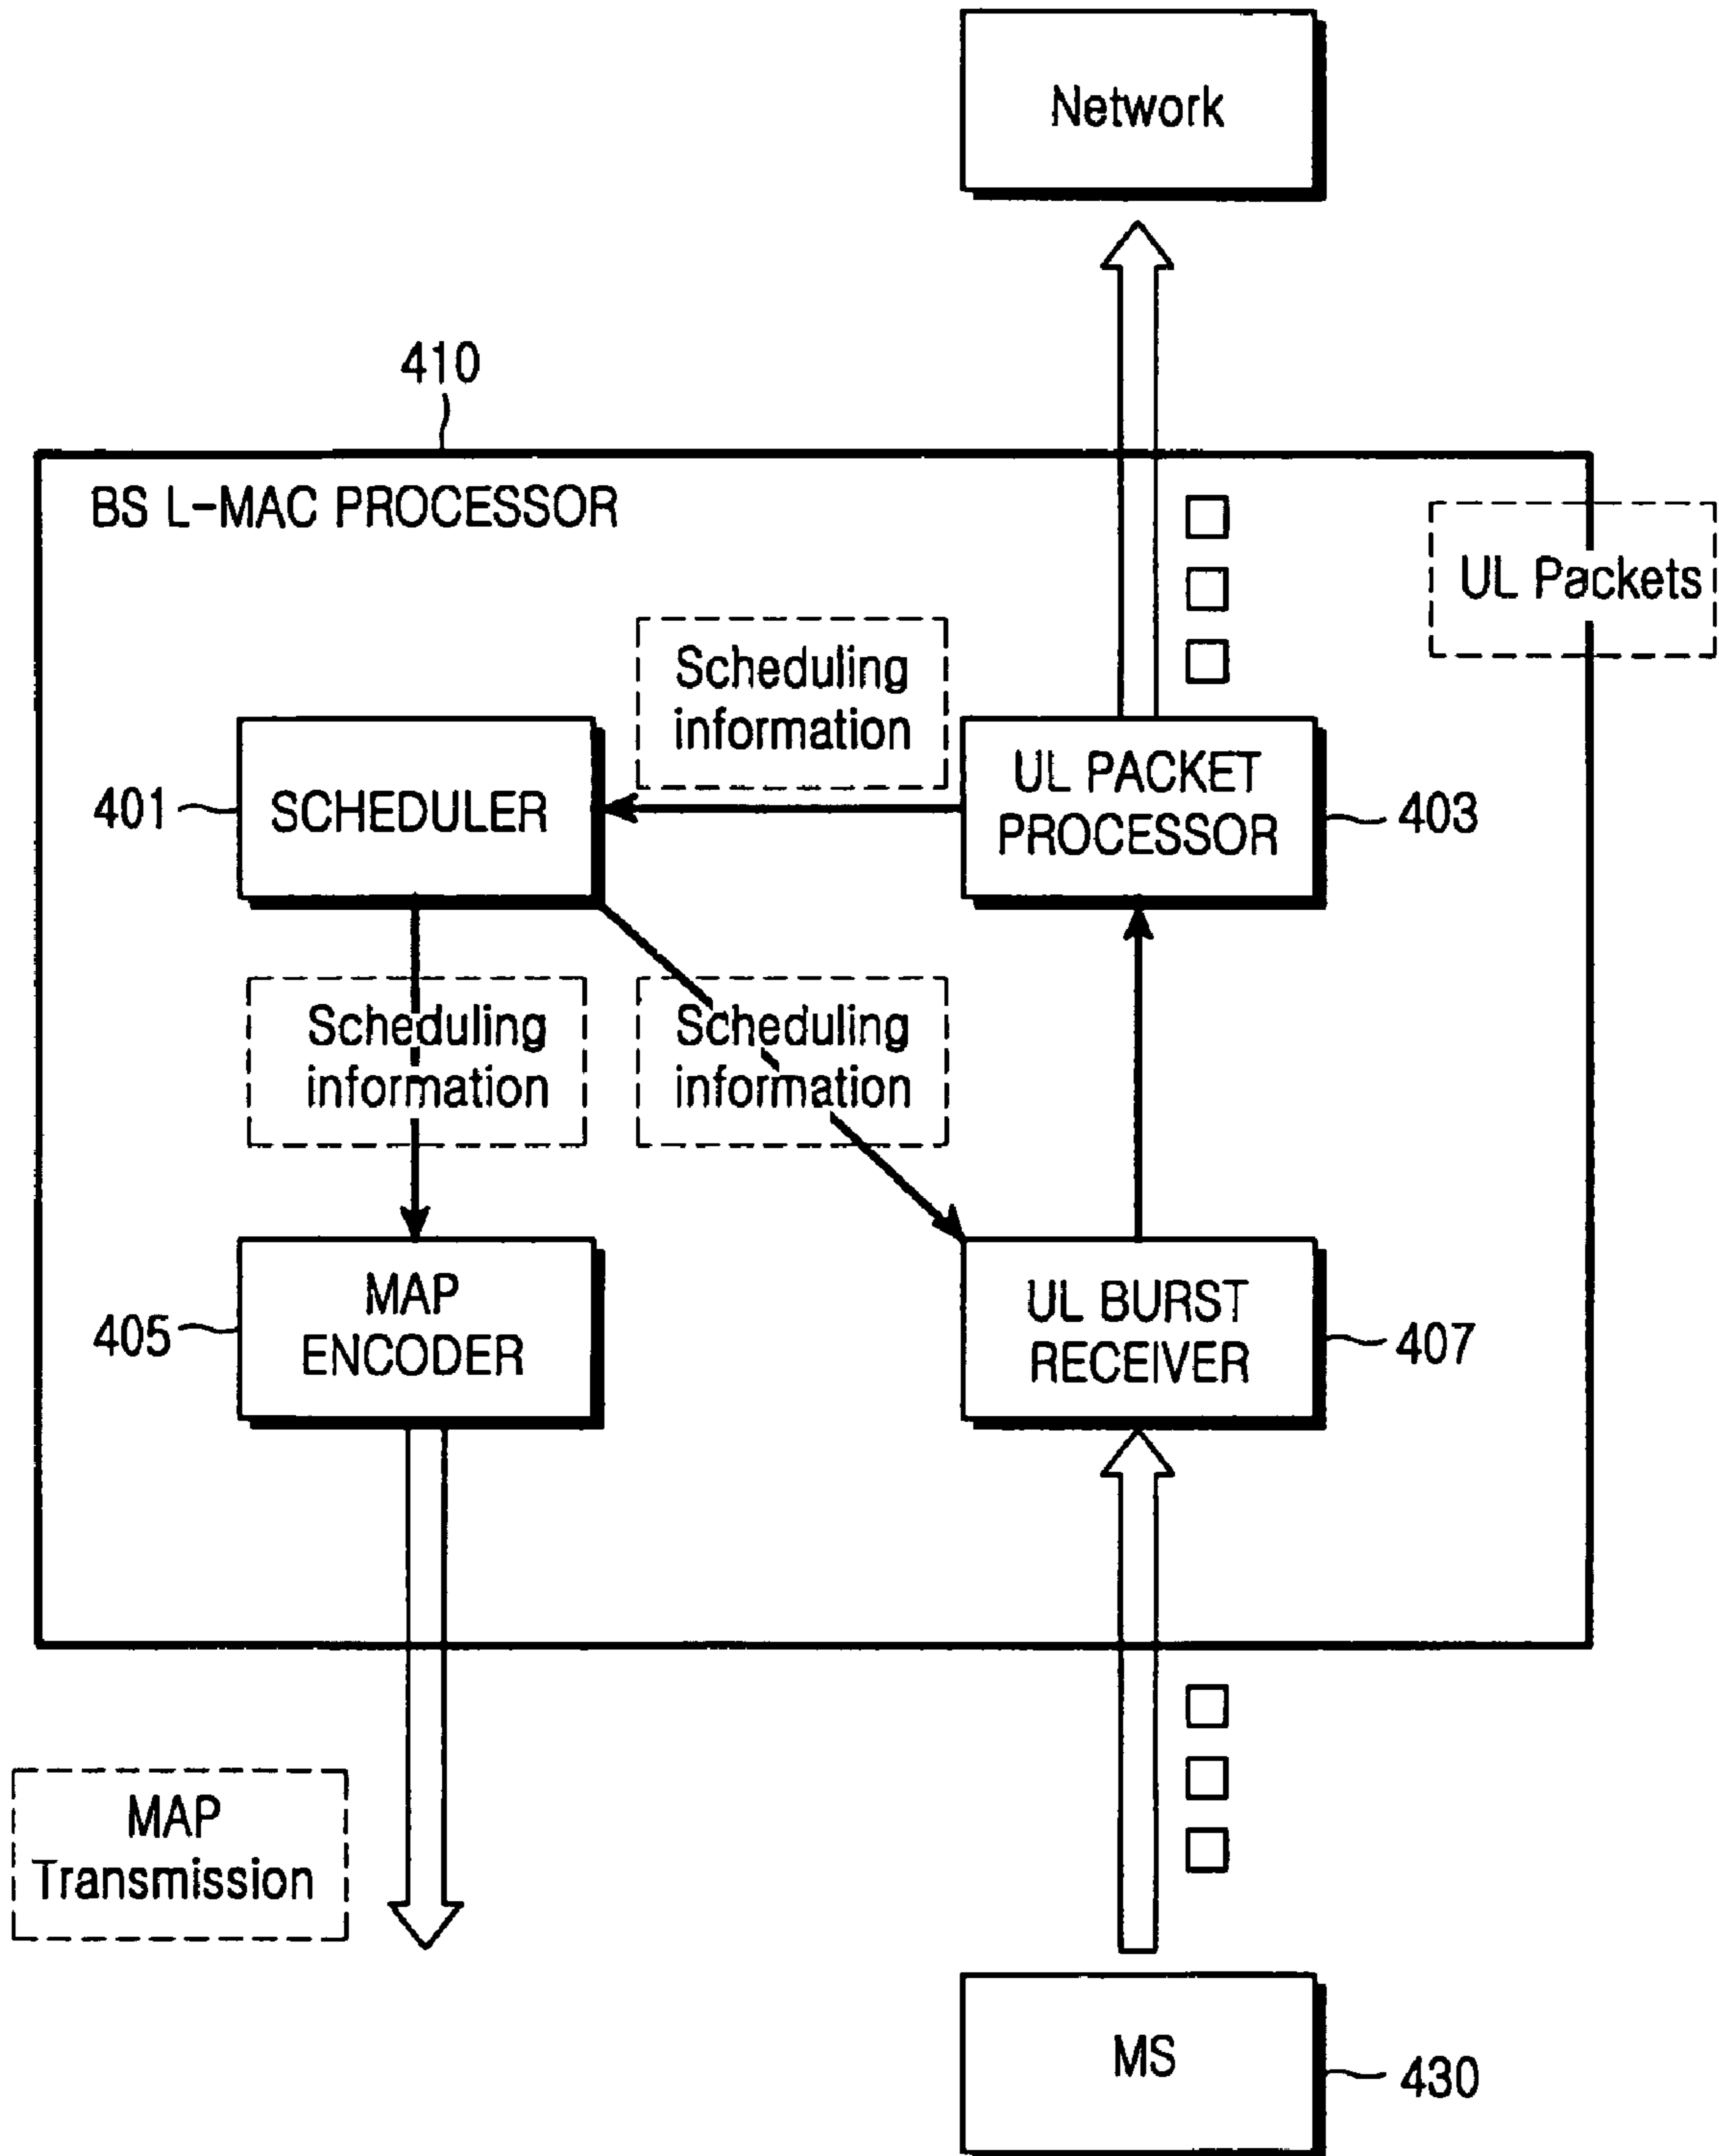 Network
410
BS L-MAC PROCESSOR
UL Packets
Scheduling
information
401
SCHEDULER
UL PACKET
PROCESSOR
403
Scheduling
information
Scheduling
information
405
MAP
ENCODER
UL BURST
RECEIVER
407
MAP
Transmission
MS
430